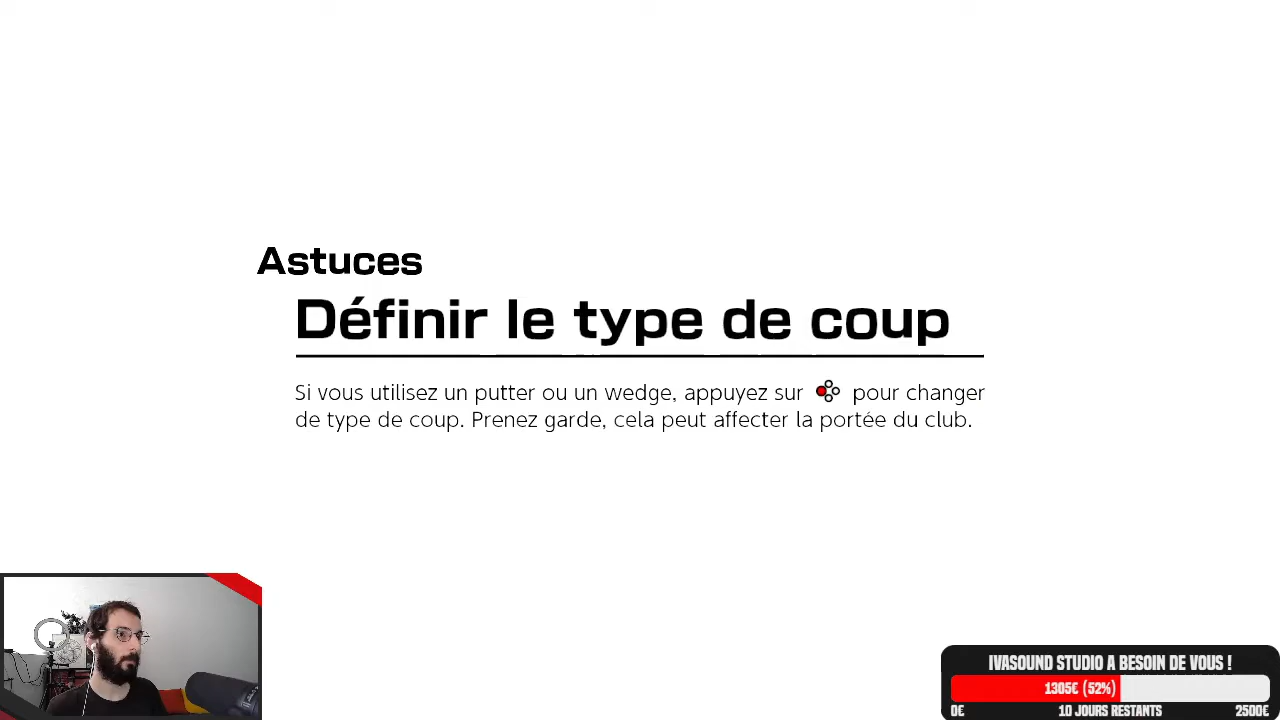 Astuces
Définir le type de coup
Si vous utilisez un putter ou un wedge, appuyez sur pour changer
de type de coup. Prenez garde, cela peut affecter la portée du club.
IVASOUND STUDIO A BESOIN DE VOUS !
1305€ (52%)
0€ 10 JOURS RESTANTS 2500€